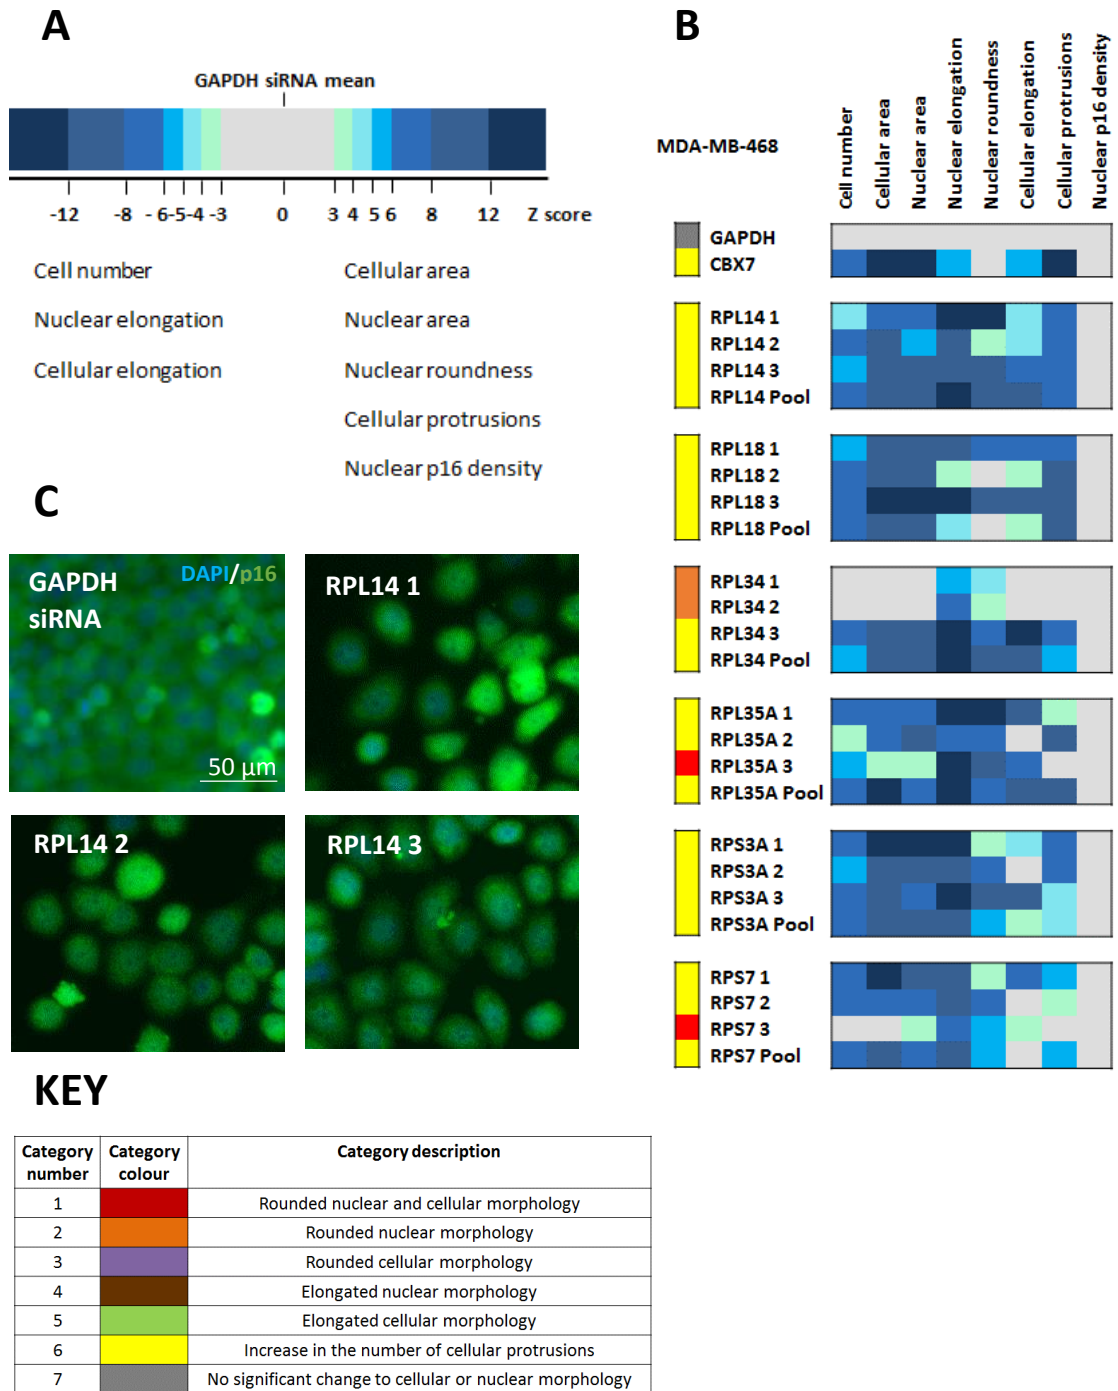 A
GAPDH siRNA mean
-12 -8 -6 -5 -4 -3 0 3 4 5 6 8 12 Z score
Cell number
Nuclear elongation
Cellular elongation
Cellular area
Nuclear area
Nuclear roundness
Cellular protrusions
Nuclear p16 density
B
MDA-MB-468
Cell number
Cellular area
Nuclear area
Nuclear elongation
Nuclear roundness
Cellular elongation
Cellular protrusions
Nuclear p16 density
GAPDH
CBX7
RPL14 1
RPL14 2
RPL14 3
RPL14 Pool
RPL18 1
RPL18 2
RPL18 3
RPL18 Pool
RPL34 1
RPL34 2
RPL34 3
RPL34 Pool
RPL35A 1
RPL35A 2
RPL35A 3
RPL35A Pool
RPS3A 1
RPS3A 2
RPS3A 3
RPS3A Pool
RPS7 1
RPS7 2
RPS7 3
RPS7 Pool
C
GAPDH
siRNA
DAPI/p16
50 µm
RPL14 1
RPL14 2
RPL14 3
KEY
Category number Category colour Category description
1 Rounded nuclear and cellular morphology
2 Rounded nuclear morphology
3 Rounded cellular morphology
4 Elongated nuclear morphology
5 Elongated cellular morphology
6 Increase in the number of cellular protrusions
7 No significant change to cellular or nuclear morphology